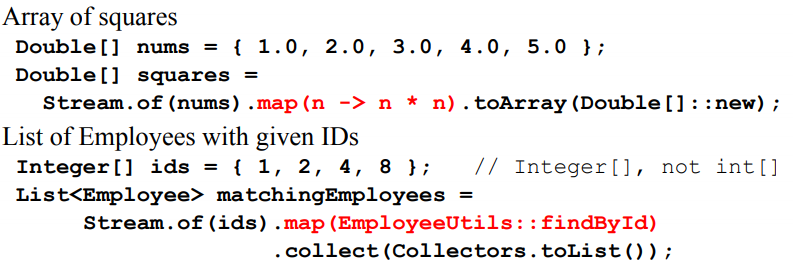 Array of squares
Double[] nums = { 1.0, 2.0, 3.0, 4.0, 5.0 };
Double[] squares =
Stream.of(nums).map(n -> n * n).toArray(Double[]::new);
List of Employees with given IDs
Integer[] ids = { 1, 2, 4, 8 }; // Integer[], not int[]
List<Employee> matchingEmployees =
Stream.of(ids).map(EmployeeUtils::findById)
.collect(Collectors.toList());